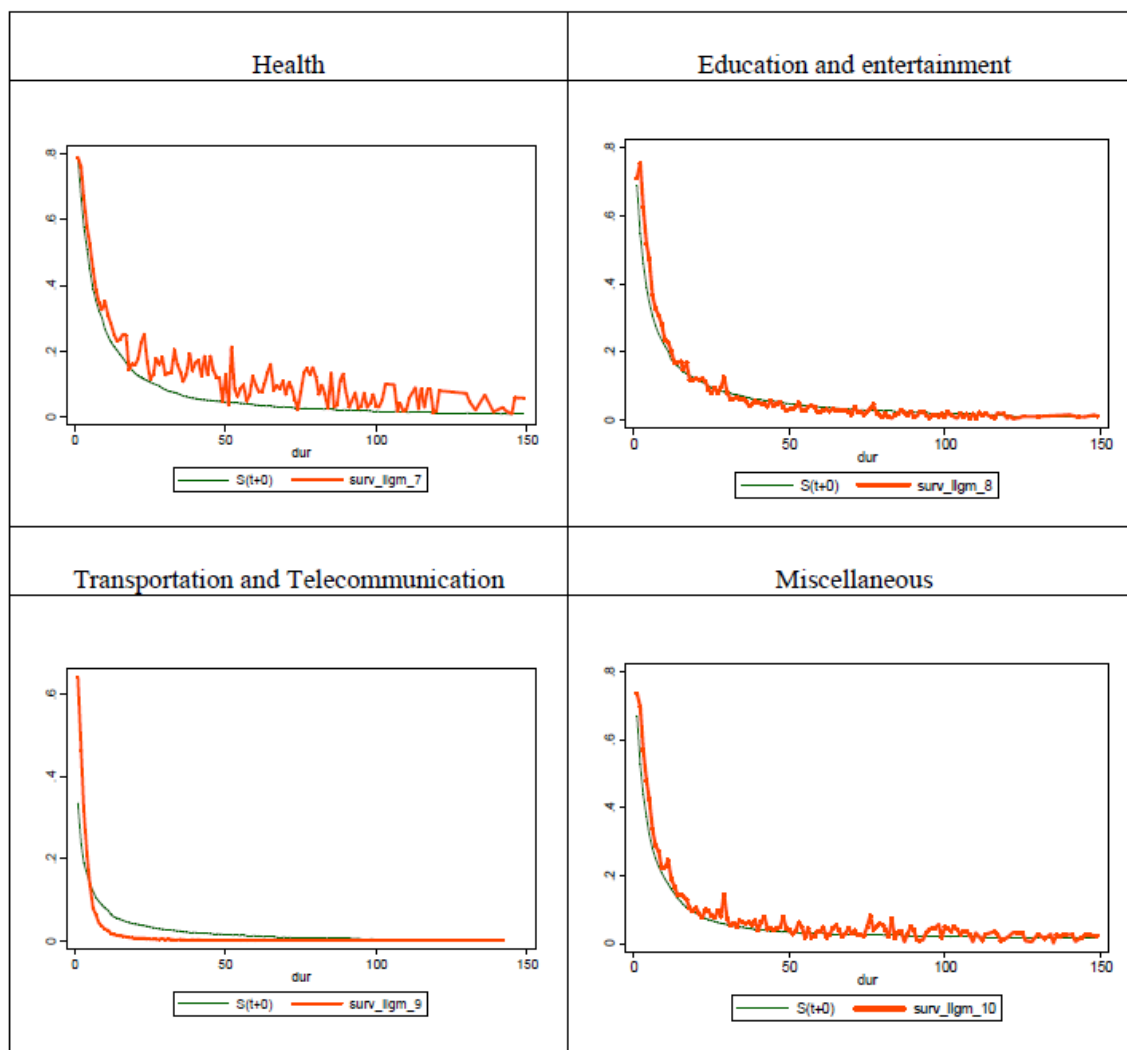 Health
Education and entertainment
.8
.6
.4
.2
0
0
50
100
150
dur
S(t+0)
surv_llgm_7
.8
.6
.4
.2
0
0
50
100
150
dur
S(t+0)
surv_llgm_8
Transportation and Telecommunication
Miscellaneous
.6
.4
.2
0
0
50
100
150
dur
S(t+0)
surv_llgm_9
.8
.6
.4
.2
0
0
50
100
150
dur
S(t+0)
surv_llgm_10